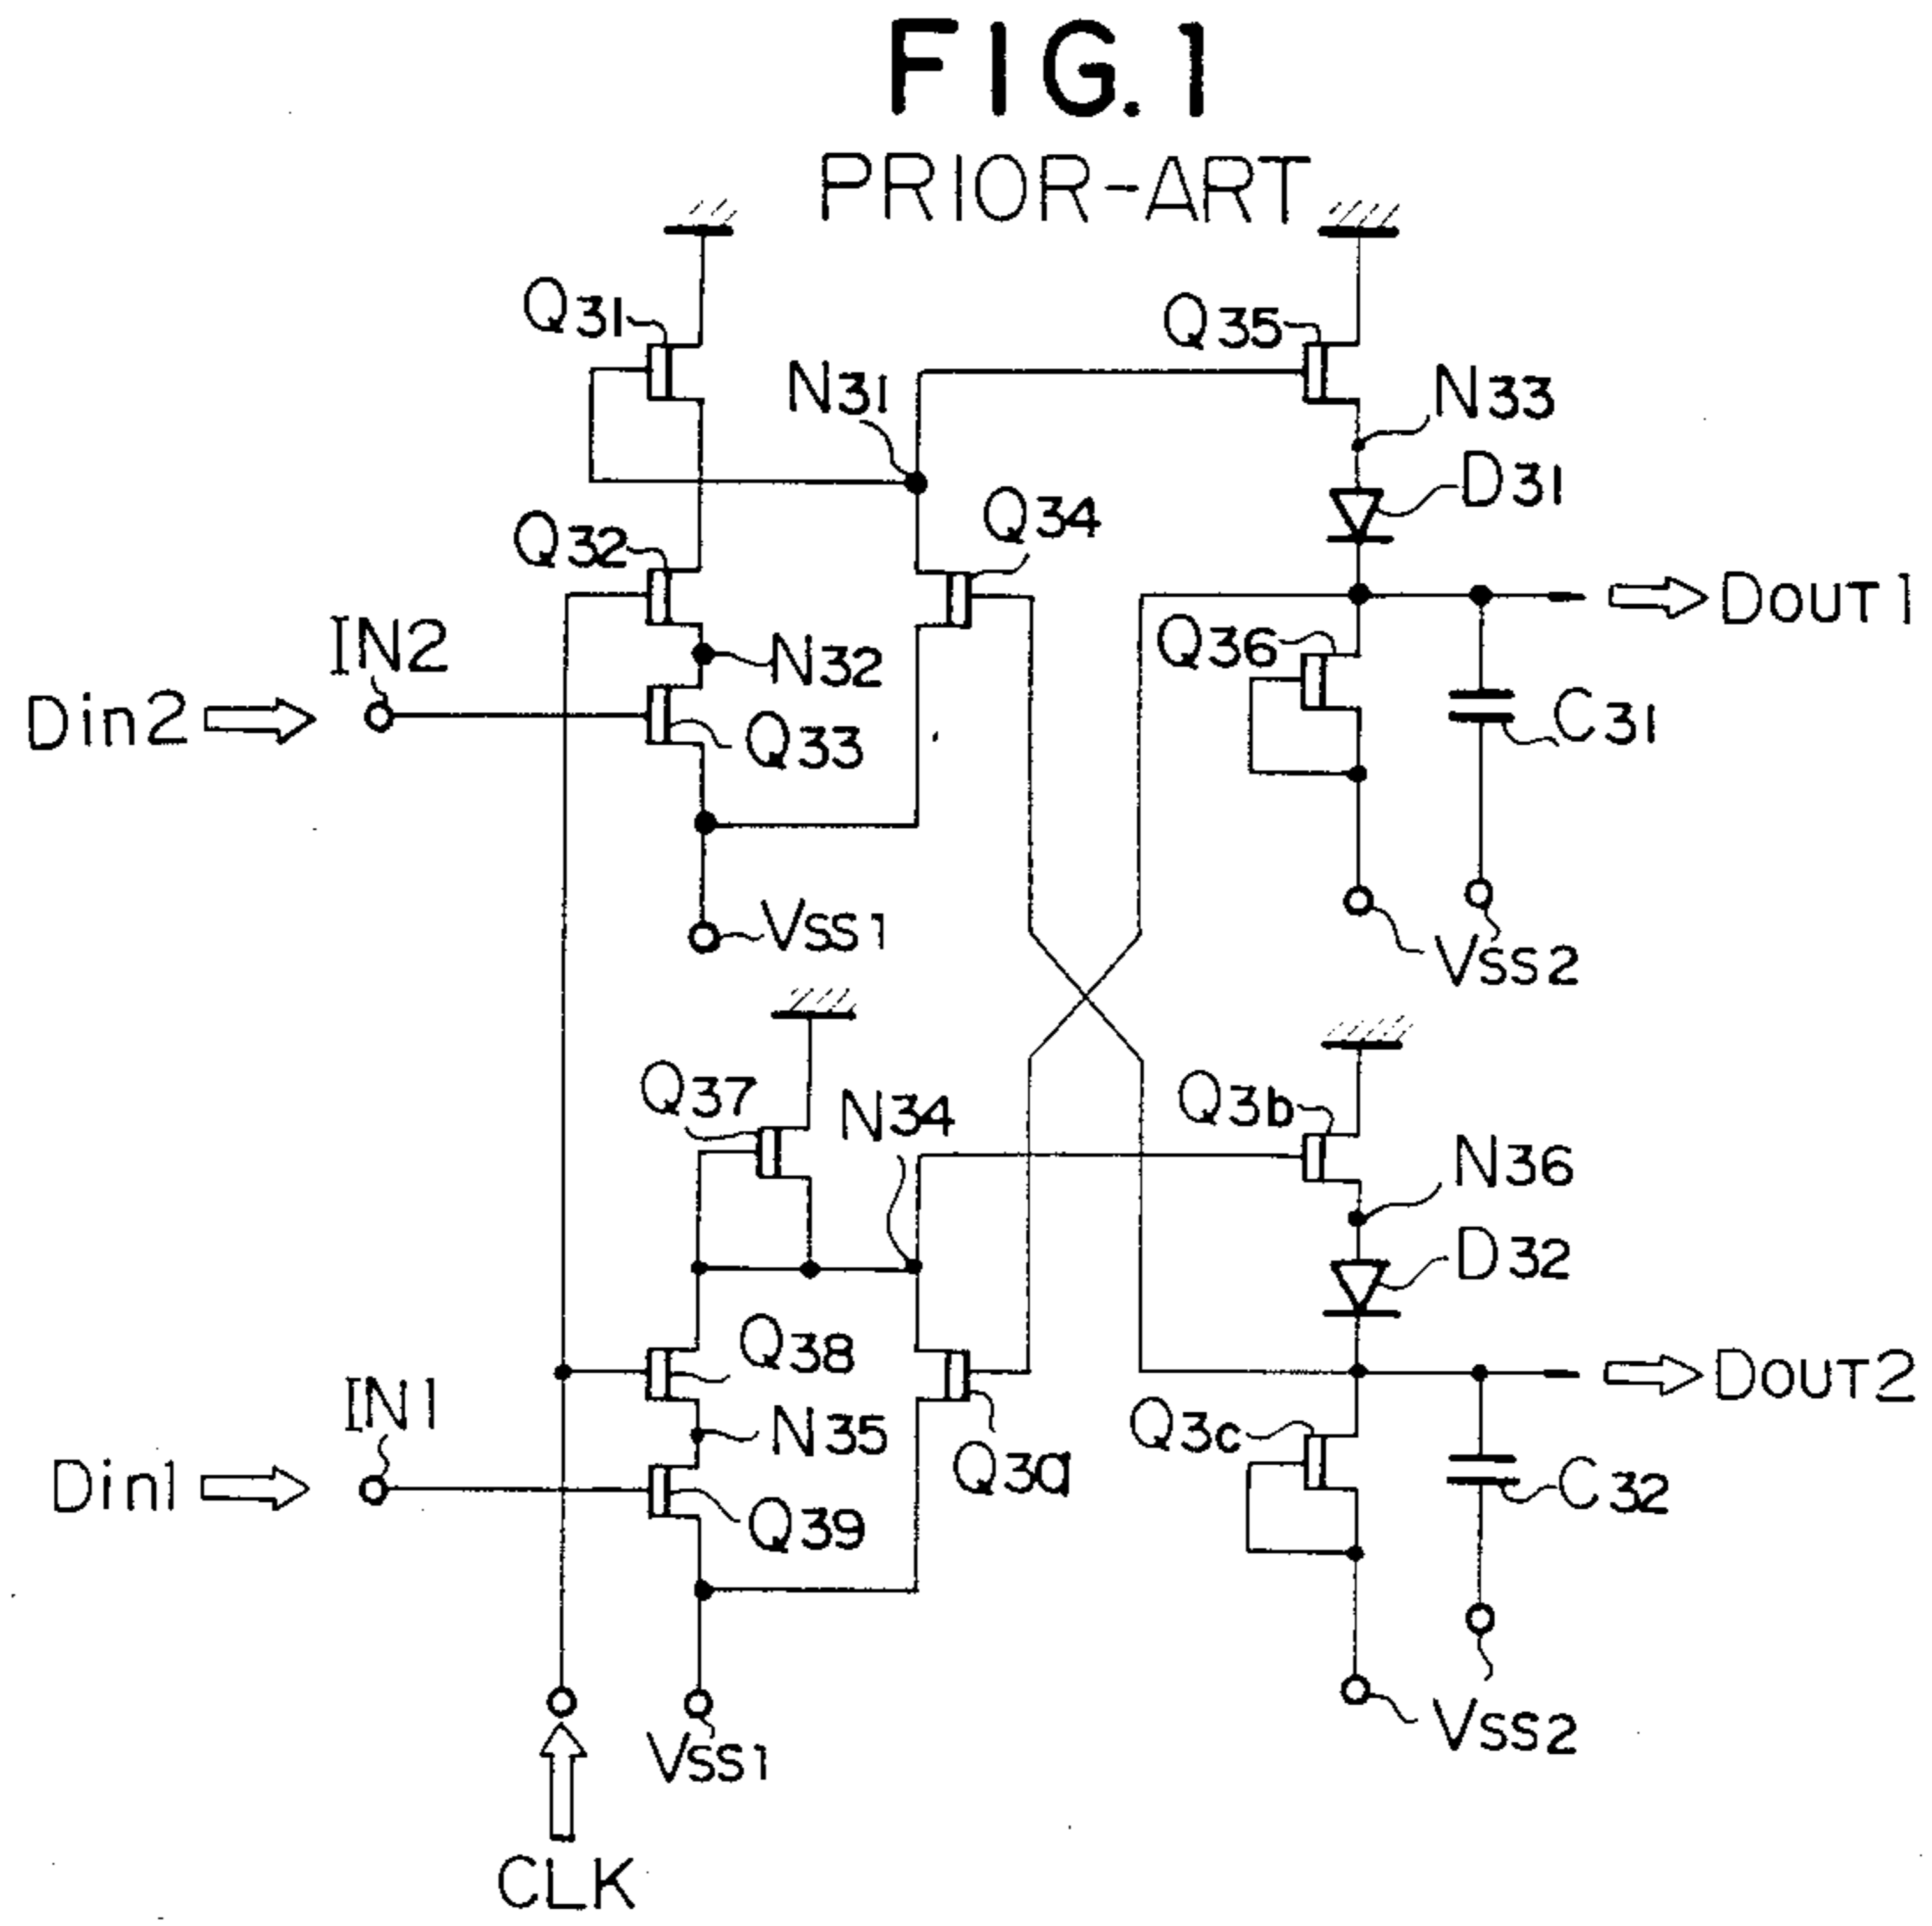 FIG. 1
PRIOR-ART
Q31
Q35
N31
N33
D31
Q34
Q32
DOUT1
IN2
Q36
N32
Din2
C31
Q33
VSS1
VSS2
Q37
N34
Q3b
N36
D32
Q38
DOUT2
IN1
N35
Q3c
Din1
Q3a
C32
Q39
VSS1
VSS2
CLK